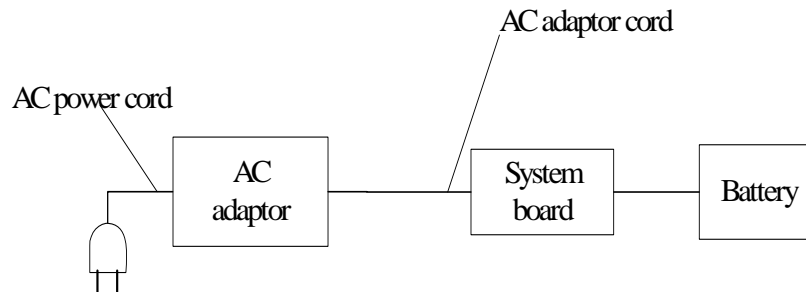 AC adaptor cord
AC power cord
AC
adaptor
System
board
Battery